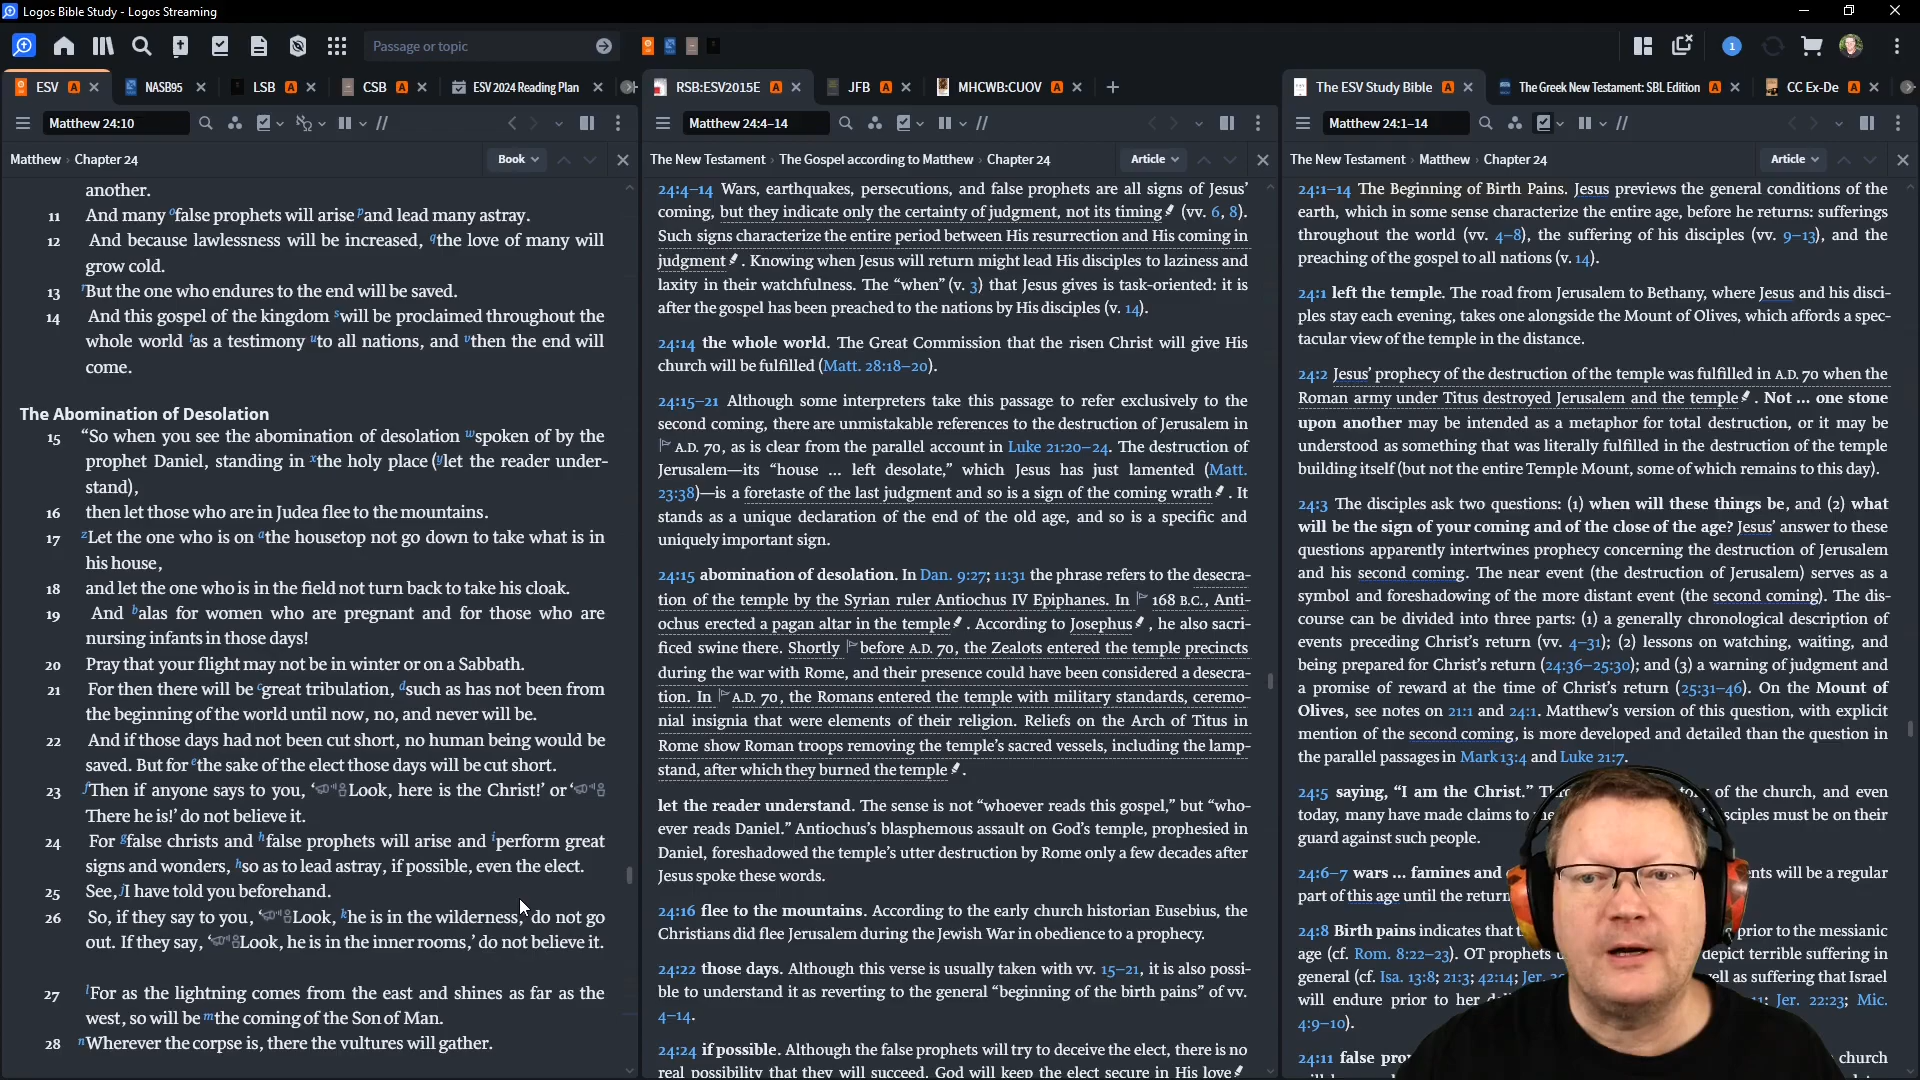 Logos Bible Study - Logos Streaming
Passage or topic
1
ESV A
NASB95
LSB A
CSB A
ESV 2024 Reading Plan
RSB:ESV2015E A
JFB A
MHCWB:CUOV A
The ESV Study Bible A
The Greek New Testament: SBL Edition A
CC Ex-De A
Matthew 24:10
Matthew 24:4–14
Matthew 24:1–14
Matthew › Chapter 24
Book
another.
11 And many ᵒfalse prophets will arise ᵖand lead many astray.
12 And because lawlessness will be increased, ᑫthe love of many will
grow cold.
13 ʳBut the one who endures to the end will be saved.
14 And this gospel of the kingdom ˢwill be proclaimed throughout the
whole world ᵗas a testimony ᵘto all nations, and ᵛthen the end will
come.
The Abomination of Desolation
15 “So when you see the abomination of desolation ʷspoken of by the
prophet Daniel, standing in ˣthe holy place (ʸlet the reader under-
stand),
16 then let those who are in Judea flee to the mountains.
17 ᶻLet the one who is on ᵃthe housetop not go down to take what is in
his house,
18 and let the one who is in the field not turn back to take his cloak.
19 And ᵇalas for women who are pregnant and for those who are
nursing infants in those days!
20 Pray that your flight may not be in winter or on a Sabbath.
21 For then there will be ᶜgreat tribulation, ᵈsuch as has not been from
the beginning of the world until now, no, and never will be.
22 And if those days had not been cut short, no human being would be
saved. But for ᵉthe sake of the elect those days will be cut short.
23 ᶠThen if anyone says to you, ‘Look, here is the Christ!’ or ‘
There he is!’ do not believe it.
24 For ᵍfalse christs and ʰfalse prophets will arise and ⁱperform great
signs and wonders, ʰso as to lead astray, if possible, even the elect.
25 See, ʲI have told you beforehand.
26 So, if they say to you, ‘Look, ᵏhe is in the wilderness,’ do not go
out. If they say, ‘Look, he is in the inner rooms,’ do not believe it.
27 ˡFor as the lightning comes from the east and shines as far as the
west, so will be ᵐthe coming of the Son of Man.
28 ⁿWherever the corpse is, there the vultures will gather.
The New Testament › The Gospel according to Matthew › Chapter 24
Article
24:4–14 Wars, earthquakes, persecutions, and false prophets are all signs of Jesus’
coming, but they indicate only the certainty of judgment, not its timing (vv. 6, 8).
Such signs characterize the entire period between His resurrection and His coming in
judgment. Knowing when Jesus will return might lead His disciples to laziness and
laxity in their watchfulness. The “when” (v. 3) that Jesus gives is task-oriented: it is
after the gospel has been preached to the nations by His disciples (v. 14).
24:14 the whole world. The Great Commission that the risen Christ will give His
church will be fulfilled (Matt. 28:18–20).
24:15–21 Although some interpreters take this passage to refer exclusively to the
second coming, there are unmistakable references to the destruction of Jerusalem in
A.D. 70, as is clear from the parallel account in Luke 21:20–24. The destruction of
Jerusalem—its “house ... left desolate,” which Jesus has just lamented (Matt.
23:38)—is a foretaste of the last judgment and so is a sign of the coming wrath. It
stands as a unique declaration of the end of the old age, and so is a specific and
uniquely important sign.
24:15 abomination of desolation. In Dan. 9:27; 11:31 the phrase refers to the desecra-
tion of the temple by the Syrian ruler Antiochus IV Epiphanes. In 168 B.C., Anti-
ochus erected a pagan altar in the temple. According to Josephus, he also sacri-
ficed swine there. Shortly before A.D. 70, the Zealots entered the temple precincts
during the war with Rome, and their presence could have been considered a desecra-
tion. In A.D. 70, the Romans entered the temple with military standards, ceremo-
nial insignia that were elements of their religion. Reliefs on the Arch of Titus in
Rome show Roman troops removing the temple’s sacred vessels, including the lamp-
stand, after which they burned the temple.
let the reader understand. The sense is not “whoever reads this gospel,” but “who-
ever reads Daniel.” Antiochus’s blasphemous assault on God’s temple, prophesied in
Daniel, foreshadowed the temple’s utter destruction by Rome only a few decades after
Jesus spoke these words.
24:16 flee to the mountains. According to the early church historian Eusebius, the
Christians did flee Jerusalem during the Jewish War in obedience to a prophecy.
24:22 those days. Although this verse is usually taken with vv. 15–21, it is also possi-
ble to understand it as reverting to the general “beginning of the birth pains” of vv.
4–14.
24:24 if possible. Although the false prophets will try to deceive the elect, there is no
real possibility that they will succeed. God will keep the elect secure in His love
The New Testament › Matthew › Chapter 24
Article
24:1–14 The Beginning of Birth Pains. Jesus previews the general conditions of the
earth, which in some sense characterize the entire age, before he returns: sufferings
throughout the world (vv. 4–8), the suffering of his disciples (vv. 9–13), and the
preaching of the gospel to all nations (v. 14).
24:1 left the temple. The road from Jerusalem to Bethany, where Jesus and his disci-
ples stay each evening, takes one alongside the Mount of Olives, which affords a spec-
tacular view of the temple in the distance.
24:2 Jesus’ prophecy of the destruction of the temple was fulfilled in A.D. 70 when the
Roman army under Titus destroyed Jerusalem and the temple. Not ... one stone
upon another may be intended as a metaphor for total destruction, or it may be
understood as something that was literally fulfilled in the destruction of the temple
building itself (but not the entire Temple Mount, some of which remains to this day).
24:3 The disciples ask two questions: (1) when will these things be, and (2) what
will be the sign of your coming and of the close of the age? Jesus’ answer to these
questions apparently intertwines prophecy concerning the destruction of Jerusalem
and his second coming. The near event (the destruction of Jerusalem) serves as a
symbol and foreshadowing of the more distant event (the second coming). The dis-
course can be divided into three parts: (1) a generally chronological description of
events preceding Christ’s return (vv. 4–31); (2) lessons on watching, waiting, and
being prepared for Christ’s return (24:36–25:30); and (3) a warning of judgment and
a promise of reward at the time of Christ’s return (25:31–46). On the Mount of
Olives, see notes on 21:1 and 24:1. Matthew’s version of this question, with explicit
mention of the second coming, is more developed and detailed than the question in
the parallel passages in Mark 13:4 and Luke 21:7.
24:5 saying, “I am the Christ.” of the church, and even
today, many have made claims to disciples must be on their
guard against such people.
24:6–7 wars ... famines and will be a regular
part of this age until the return
24:8 Birth pains indicates that prior to the messianic
age (cf. Rom. 8:22–23). OT prophets depict terrible suffering in
general (cf. Isa. 13:8; 21:3; 42:14; Jer. well as suffering that Israel
will endure prior to her Jer. 22:23; Mic.
4:9–10).
24:11 false church